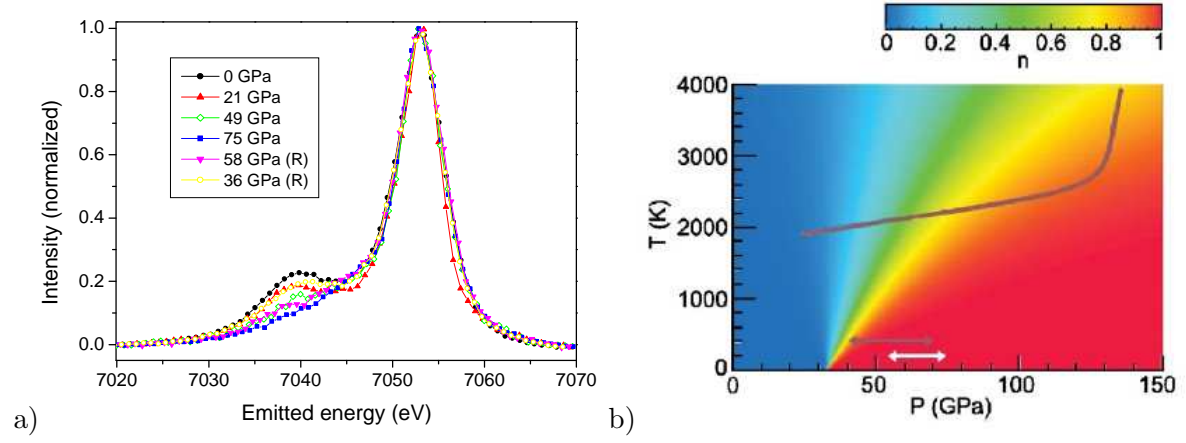 1.0
0.8
0.6
0.4
0.2
0.0
Intensity (normalized)
0 GPa
21 GPa
49 GPa
75 GPa
58 GPa (R)
36 GPa (R)
7020 7030 7040 7050 7060 7070
Emitted energy (eV)
a)
0 0.2 0.4 0.6 0.8 1
n
4000
3000
2000
1000
0
T (K)
0 50 100 150
P (GPa)
b)